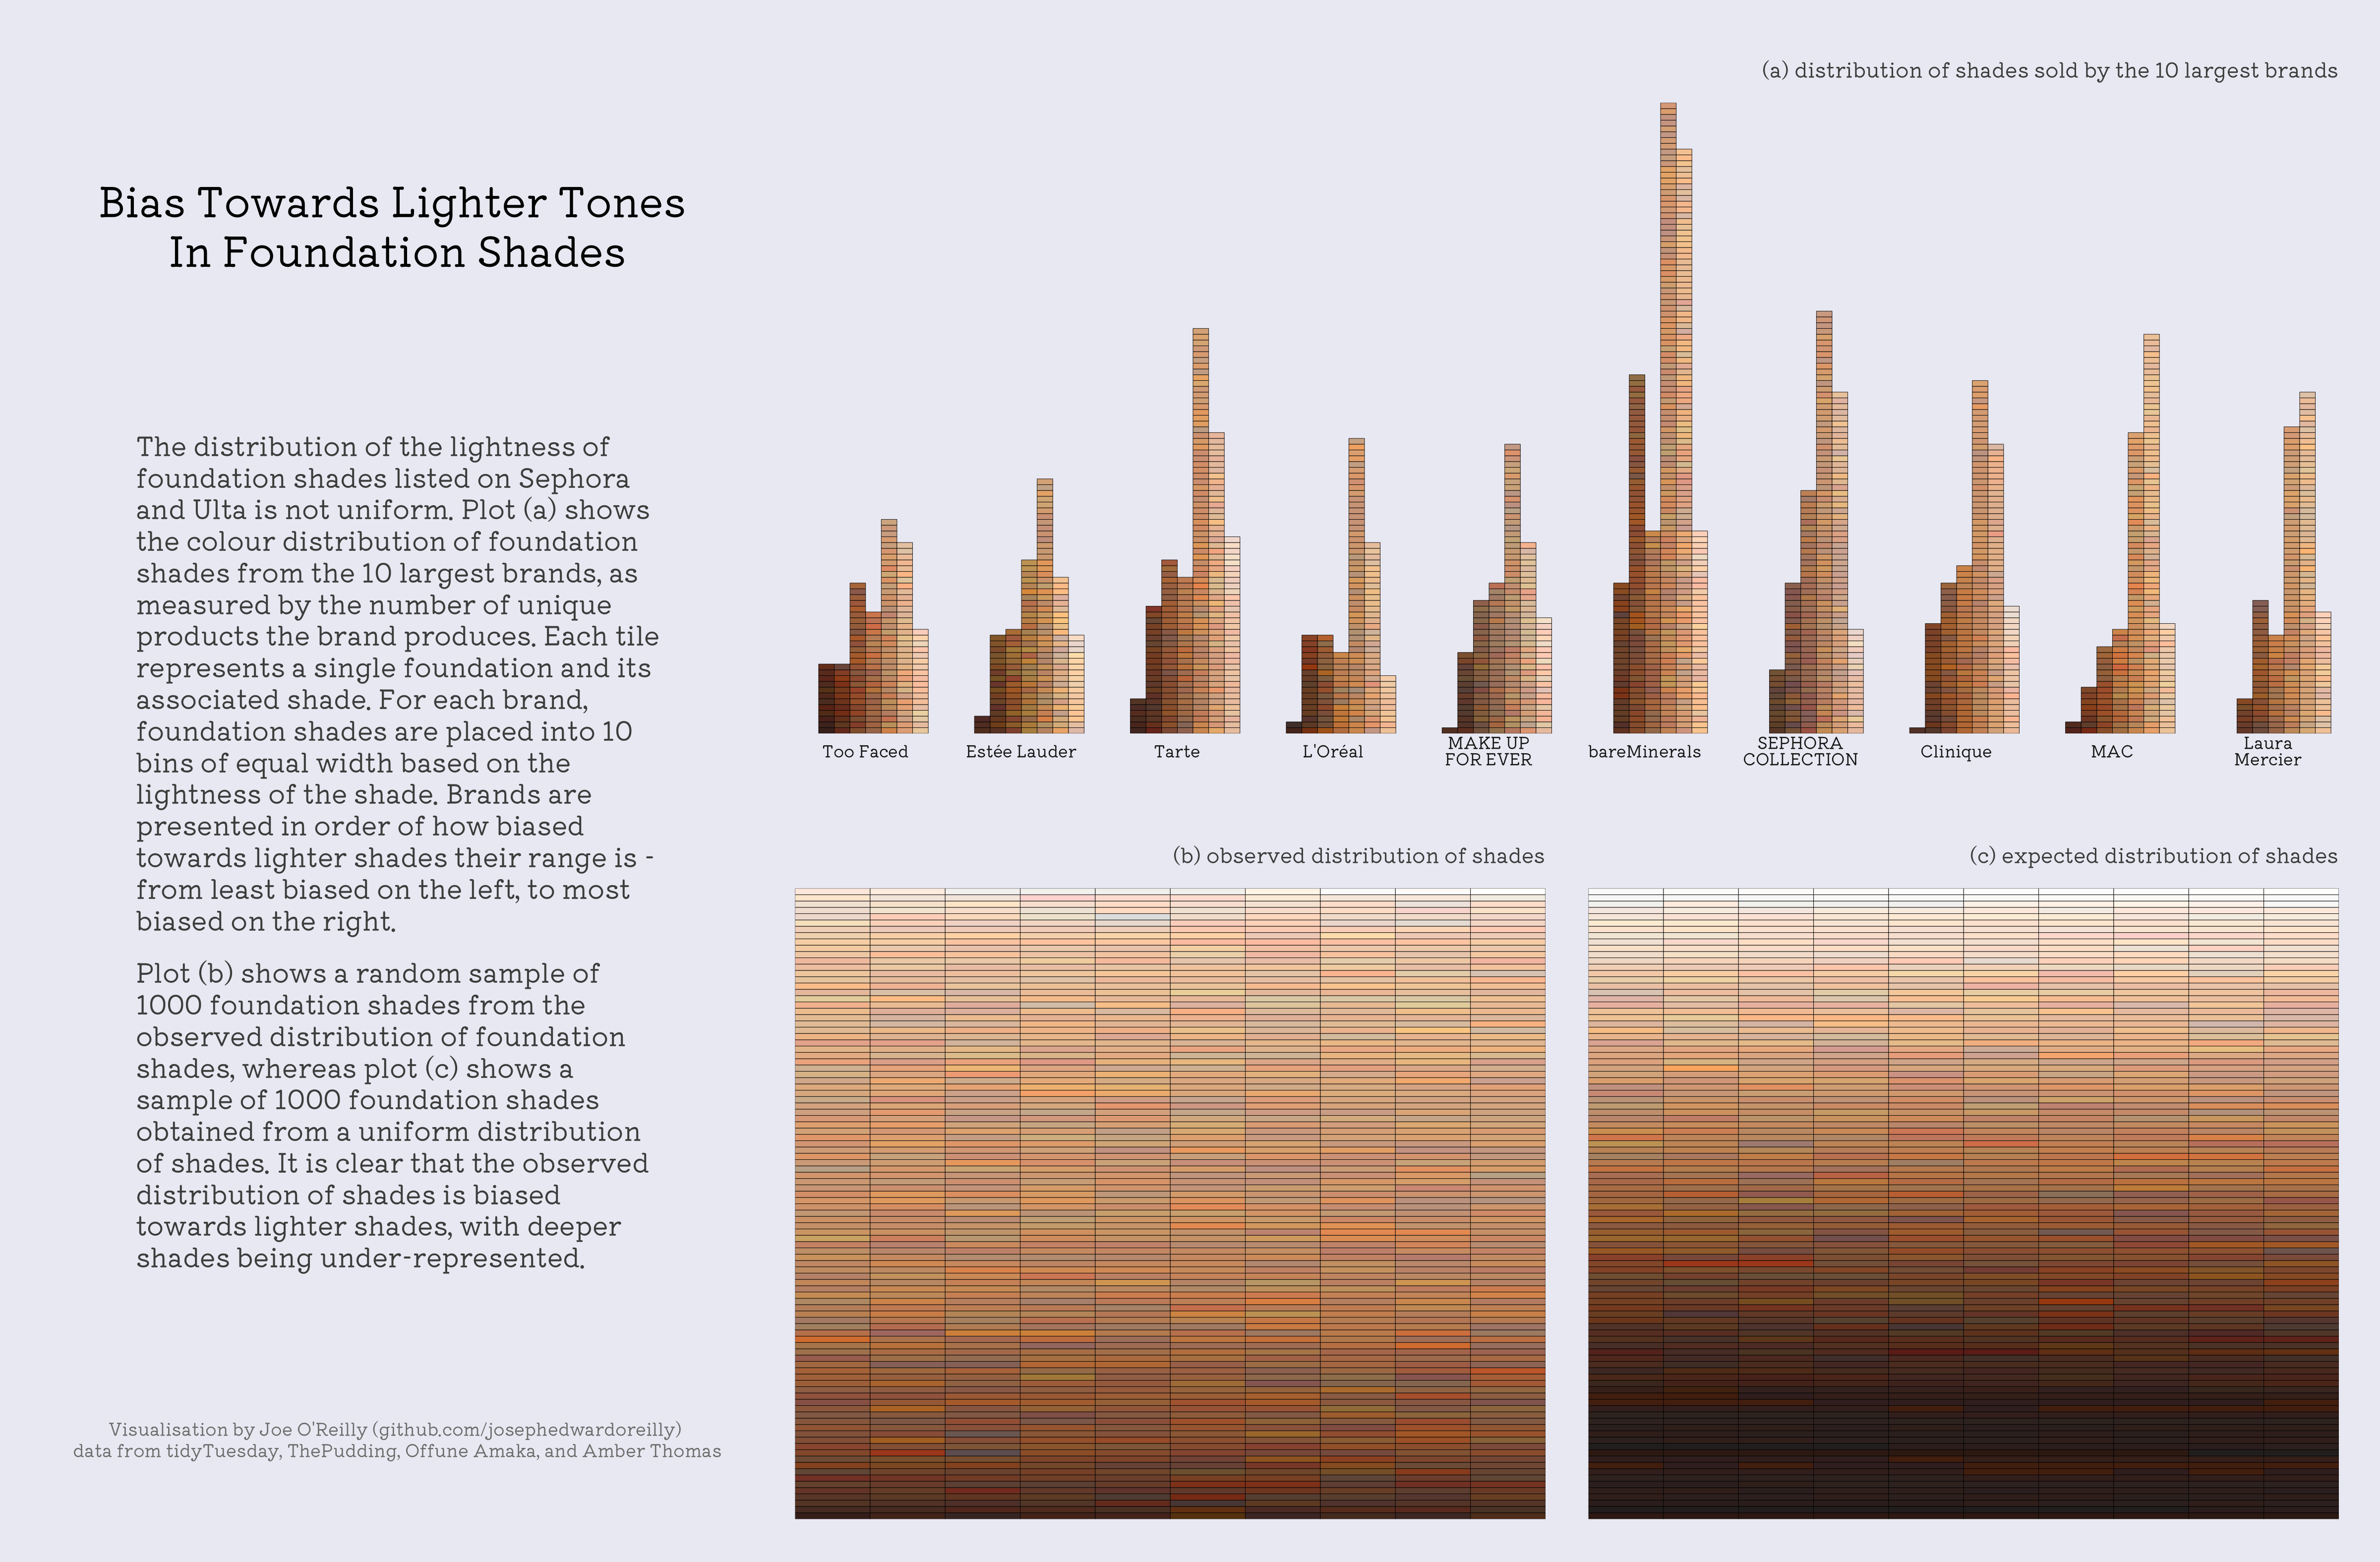 Bias Towards Lighter Tones
In Foundation Shades
The distribution of the lightness of
foundation shades listed on Sephora
and Ulta is not uniform. Plot (a) shows
the colour distribution of foundation
shades from the 10 largest brands, as
measured by the number of unique
products the brand produces. Each tile
represents a single foundation and its
associated shade. For each brand,
foundation shades are placed into 10
bins of equal width based on the
lightness of the shade. Brands are
presented in order of how biased
towards lighter shades their range is -
from least biased on the left, to most
biased on the right.
Plot (b) shows a random sample of
1000 foundation shades from the
observed distribution of foundation
shades, whereas plot (c) shows a
sample of 1000 foundation shades
obtained from a uniform distribution
of shades. It is clear that the observed
distribution of shades is biased
towards lighter shades, with deeper
shades being under-represented.
Visualisation by Joe O'Reilly (github.com/josephedwardoreilly)
data from tidyTuesday, ThePudding, Offune Amaka, and Amber Thomas
(a) distribution of shades sold by the 10 largest brands
Too Faced
Estée Lauder
Tarte
L'Oréal
MAKE UP
FOR EVER
bareMinerals
SEPHORA
COLLECTION
Clinique
MAC
Laura
Mercier
(b) observed distribution of shades
(c) expected distribution of shades